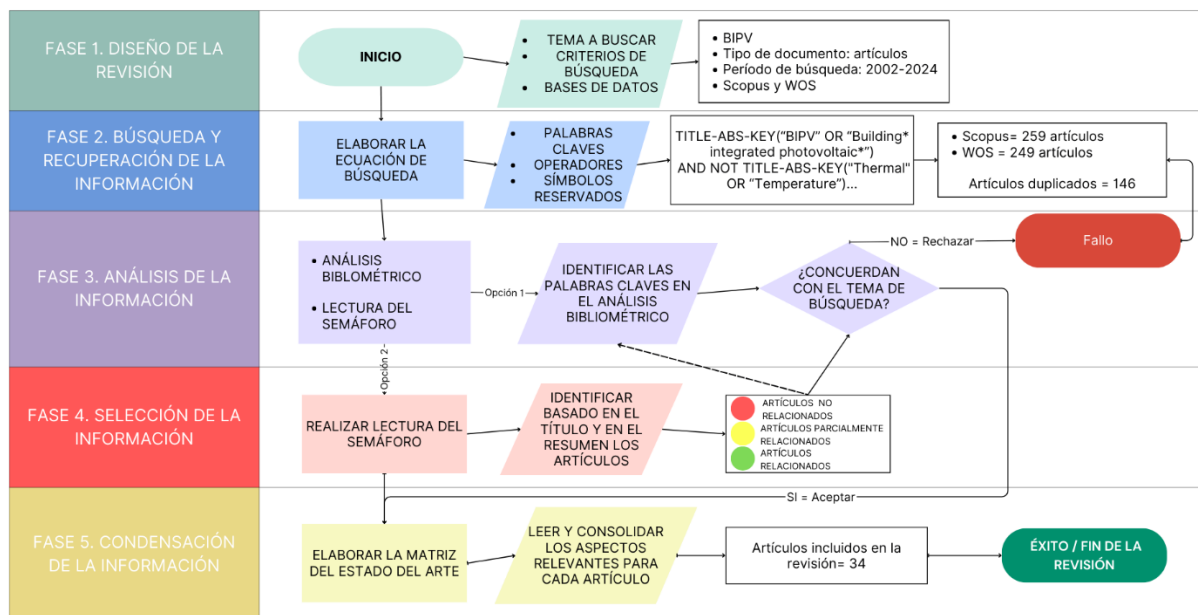 FASE 1. DISEÑO DE LA
REVISIÓN
INICIO
• TEMA A BUSCAR
• CRITERIOS DE
BÚSQUEDA
• BASES DE DATOS
• BIPV
• Tipo de documento: artículos
• Período de búsqueda: 2002-2024
• Scopus y WOS
FASE 2. BÚSQUEDA Y
RECUPERACIÓN DE LA
INFORMACIÓN
ELABORAR LA
ECUACIÓN DE
BÚSQUEDA
• PALABRAS
CLAVES
• OPERADORES
• SÍMBOLOS
RESERVADOS
TITLE-ABS-KEY("BIPV" OR "Building*
integrated photovoltaic*")
AND NOT TITLE-ABS-KEY("Thermal"
OR "Temperature")...
• Scopus= 259 artículos
• WOS = 249 artículos
Artículos duplicados = 146
FASE 3. ANÁLISIS DE LA
INFORMACIÓN
• ANÁLISIS
BIBLOMÉTRICO
• LECTURA DEL
SEMÁFORO
Opción 1
IDENTIFICAR LAS
PALABRAS CLAVES EN
EL ANÁLISIS
BIBLIOMÉTRICO
¿CONCUERDAN
CON EL TEMA DE
BÚSQUEDA?
NO = Rechazar
Fallo
Opción 2
FASE 4. SELECCIÓN DE LA
INFORMACIÓN
REALIZAR LECTURA DEL
SEMÁFORO
IDENTIFICAR
BASADO EN EL
TÍTULO Y EN EL
RESUMEN LOS
ARTÍCULOS
ARTÍCULOS NO
RELACIONADOS
ARTÍCULOS PARCIALMENTE
RELACIONADOS
ARTÍCULOS
RELACIONADOS
SI = Aceptar
FASE 5. CONDENSACIÓN
DE LA INFORMACIÓN
ELABORAR LA MATRIZ
DEL ESTADO DEL ARTE
LEER Y CONSOLIDAR
LOS ASPECTOS
RELEVANTES PARA
CADA ARTÍCULO
Artículos incluidos en la
revisión= 34
ÉXITO / FIN DE LA
REVISIÓN